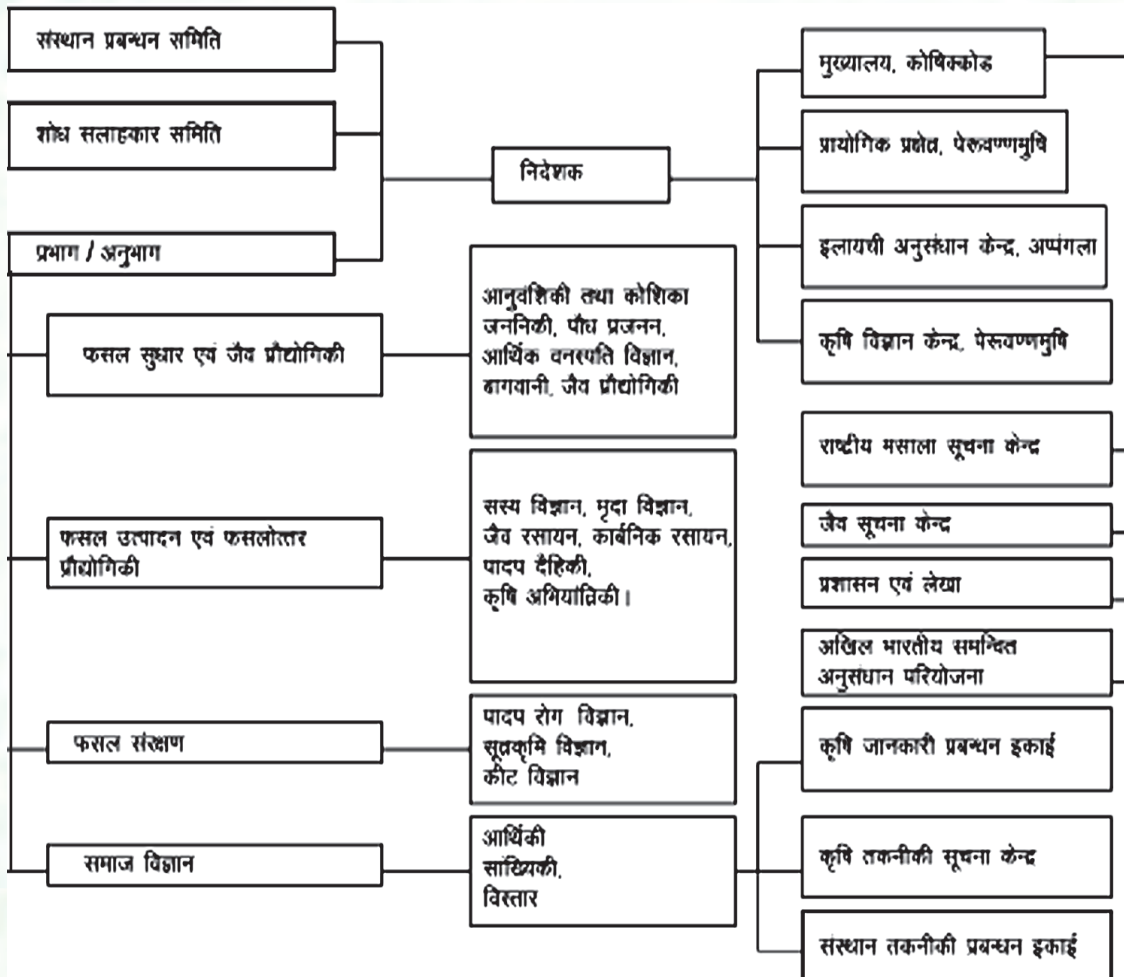 संस्थान प्रबन्धन समिति
शोध सलाहकार समिति
प्रभाग / अनुभाग
निदेशक
मुख्यालय, कोषिक्कोड
प्रायोगिक प्रक्षेत्र, पेरूवण्णमुषि
इलायची अनुसंधान केन्द्र, अप्पंगला
कृषि विज्ञान केन्द्र, पेरूवण्णमुषि
फसल सुधार एवं जैव प्रौद्योगिकी
आनुवंशिकी तथा कोशिका
जननिकी, पौध प्रजनन,
आर्थिक वनस्पति विज्ञान,
बागवानी, जैव प्रौद्योगिकी
फसल उत्पादन एवं फसलोत्तर
प्रौद्योगिकी
सस्य विज्ञान, मृदा विज्ञान,
जैव रसायन, कार्बनिक रसायन,
पादप दैहिकी,
कृषि अभियांत्रिकी।
राष्ट्रीय मसाला सूचना केन्द्र
जैव सूचना केन्द्र
प्रशासन एवं लेखा
अखिल भारतीय समन्वित
अनुसंधान परियोजना
फसल संरक्षण
पादप रोग विज्ञान,
सूत्रकृमि विज्ञान,
कीट विज्ञान
समाज विज्ञान
आर्थिकी
सांख्यिकी,
विस्तार
कृषि जानकारी प्रबन्धन इकाई
कृषि तकनीकी सूचना केन्द्र
संस्थान तकनीकी प्रबन्धन इकाई